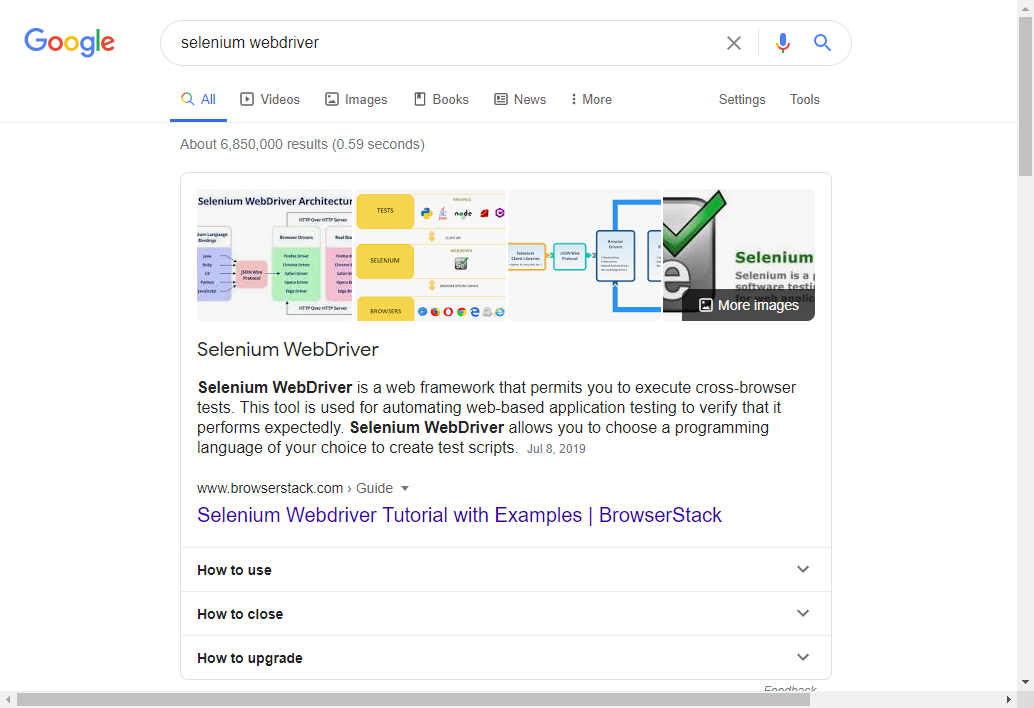 Google
selenium webdriver
All
Videos
Images
Books
News
More
Settings
Tools
About 6,850,000 results (0.59 seconds)
Selenium WebDriver Architectur
HTTP Over HTTP Server
Browser Drivers
Real Bro
Firefox Driver
Chrome Driver
Safari Driver
Opera Driver
Edge Driver
JSON Wire
Protocol
HTTP Over HTTP Server
TESTS
BINDINGS
node
SELENIUM
WEBDRIVER
BROWSERS
Selenium
Client Libraries
JSON Wire
Protocol
Browser
Drivers
Selenium
Selenium is a
software testi
for web applic
More images
Selenium WebDriver
Selenium WebDriver is a web framework that permits you to execute cross-browser
tests. This tool is used for automating web-based application testing to verify that it
performs expectedly. Selenium WebDriver allows you to choose a programming
language of your choice to create test scripts. Jul 8, 2019
www.browserstack.com › Guide
Selenium Webdriver Tutorial with Examples | BrowserStack
How to use
How to close
How to upgrade
Feedback